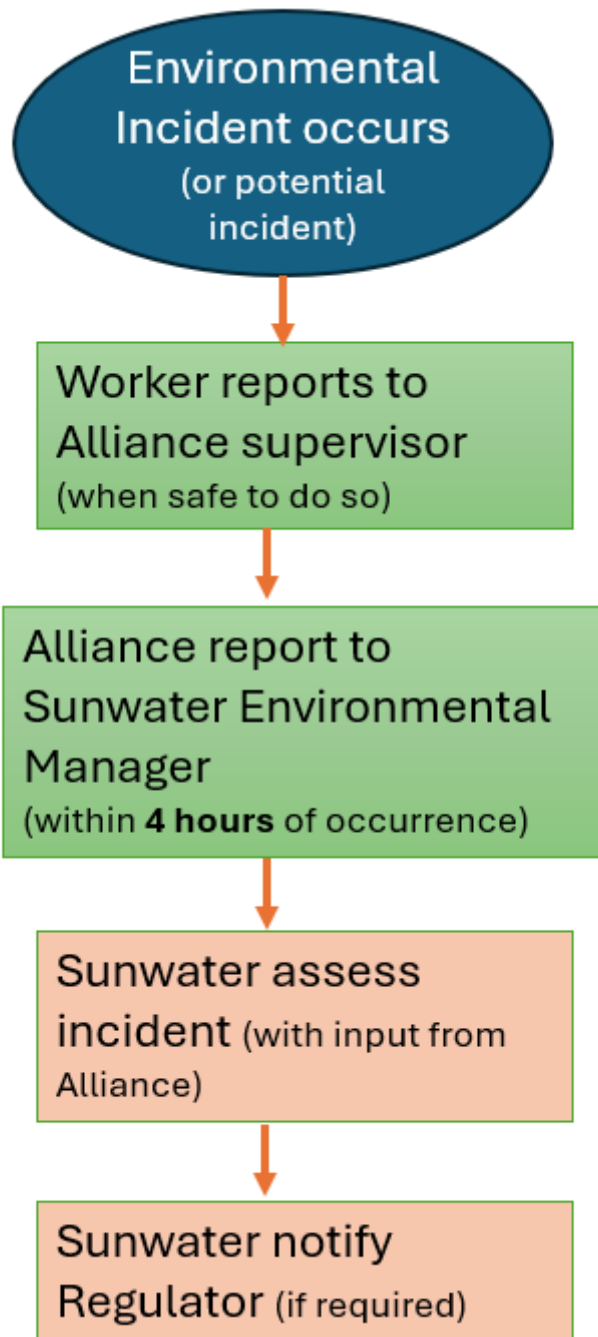 Environmental
Incident occurs
(or potential
incident)
Worker reports to
Alliance supervisor
(when safe to do so)
Alliance report to
Sunwater Environmental
Manager
(within 4 hours of occurrence)
Sunwater assess
incident (with input from
Alliance)
Sunwater notify
Regulator (if required)